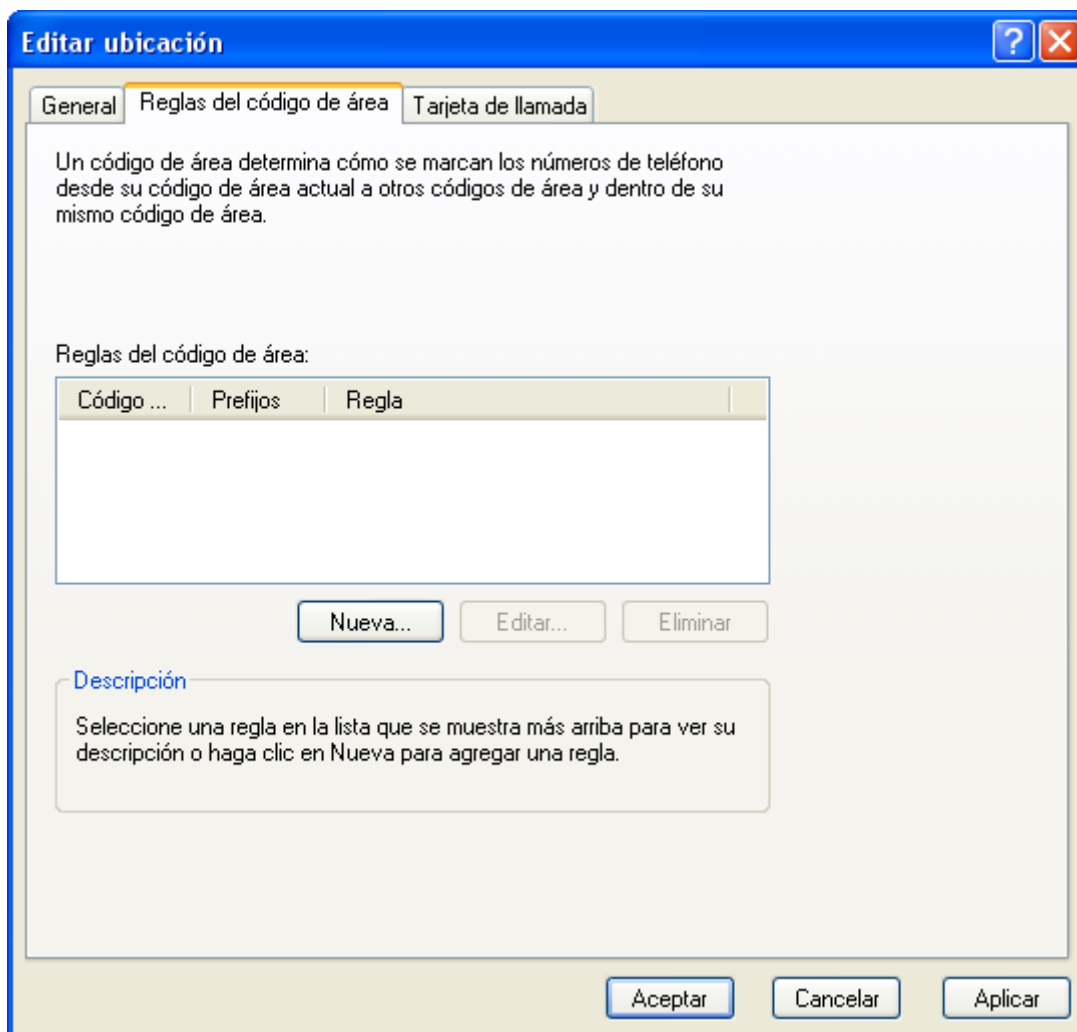 Editar ubicación
General
Reglas del código de área
Tarjeta de llamada
Un código de área determina cómo se marcan los números de teléfono
desde su código de área actual a otros códigos de área y dentro de su
mismo código de área.
Reglas del código de área:
Código ... Prefijos Regla
Nueva... Editar... Eliminar
Descripción
Seleccione una regla en la lista que se muestra más arriba para ver su
descripción o haga clic en Nueva para agregar una regla.
Aceptar Cancelar Aplicar